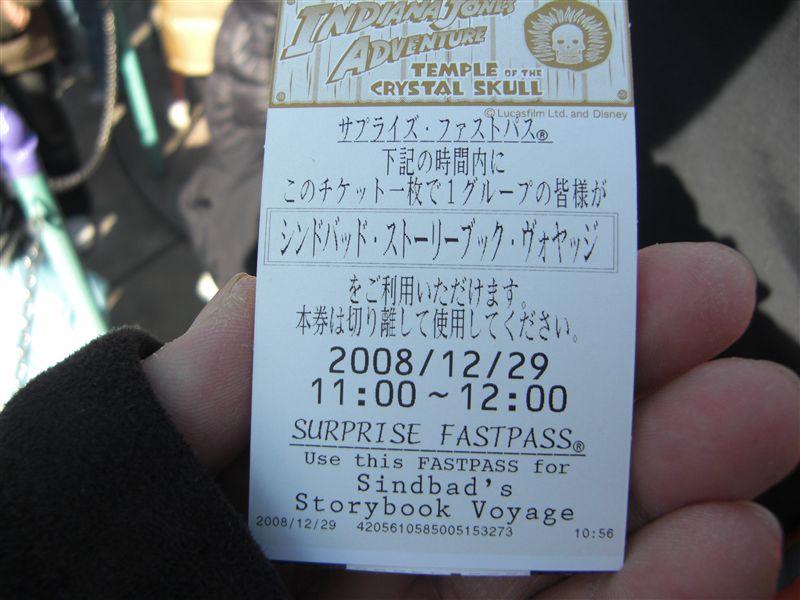 INDIANA JONES
ADVENTURE
TEMPLE OF THE
CRYSTAL SKULL
©Lucasfilm Ltd. and Disney
サプライズ・ファストパス®
下記の時間内に
このチケット一枚で1グループの皆様が
シンドバッド・ストーリーブック・ヴォヤッジ
をご利用いただけます。
本券は切り離して使用してください。
2008/12/29
11:00～12:00
SURPRISE FASTPASS®
Use this FASTPASS for
Sindbad's
Storybook Voyage
2008/12/29 4205610585005153273 10:56